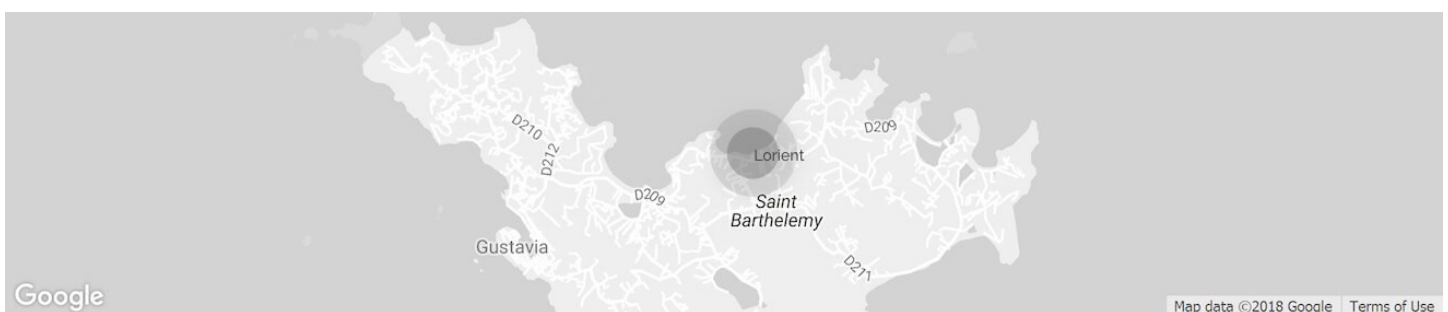 D210
D212
D209
D209
Lorient
Saint
Barthelemy
Gustavia
D211
Google
Map data ©2018 Google
Terms of Use